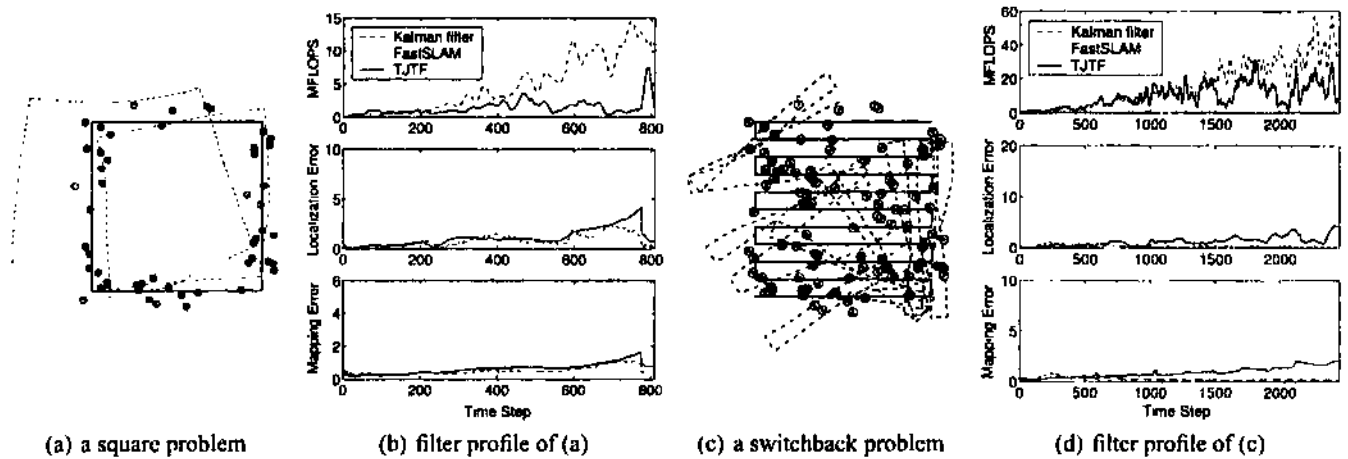 15
10
5
0
MFLOPS
Kalman filter
FastSLAM
TJTF
0 200 400 600 800
10
5
0
Localization Error
0 200 400 600 800
6
4
2
0
Mapping Error
0 200 400 600 800
Time Step
60
40
20
0
MFLOPS
Kalman filter
FastSLAM
TJTF
0 500 1000 1500 2000
20
10
0
Localization Error
0 500 1000 1500 2000
10
5
0
Mapping Error
0 500 1000 1500 2000
Time Step
(a) a square problem
(b) filter profile of (a)
(c) a switchback problem
(d) filter profile of (c)